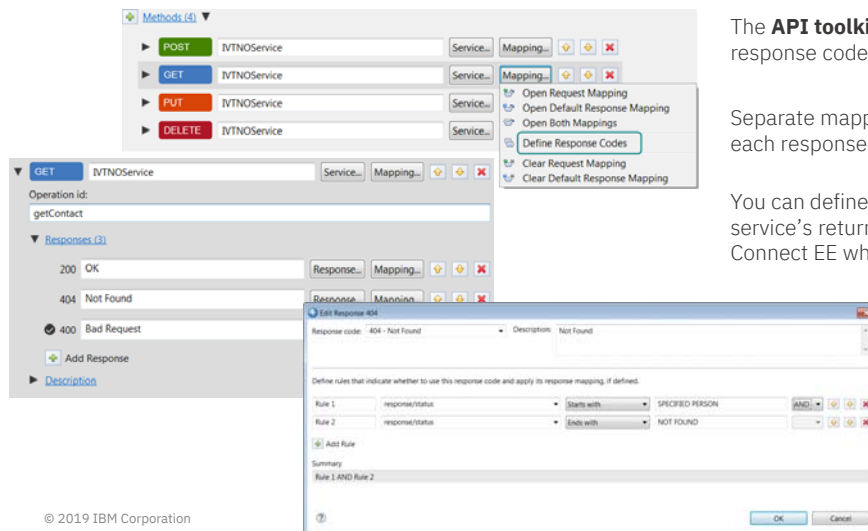 Methods (4)
POST IVTNOService Service... Mapping...
GET IVTNOService Service... Mapping...
PUT IVTNOService Service...
DELETE IVTNOService Service...
Open Request Mapping
Open Default Response Mapping
Open Both Mappings
Define Response Codes
Clear Request Mapping
Clear Default Response Mapping
GET IVTNOService Service... Mapping...
Operation id:
getContact
Responses (3)
200 OK Response... Mapping...
404 Not Found Response... Mapping...
400 Bad Request
Add Response
Description
Edit Response 404
Response code: 404 - Not Found Description: Not Found
Define rules that indicate whether to use this response code and apply its response mapping, if defined.
Rule 1 response/status Starts with SPECIFIED PERSON AND
Rule 2 response/status Ends with NOT FOUND
Add Rule
Summary
Rule 1 AND Rule 2
OK Cancel
The API toolki
response code
Separate mapp
each response
You can define
service's return
Connect EE wh
© 2019 IBM Corporation